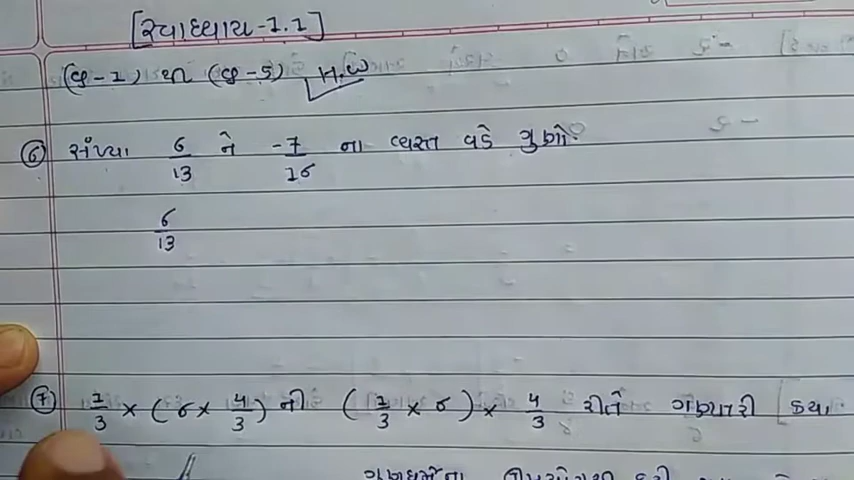 [સ્વાધ્યાય-1.1]
(પ્ર-1) થી (પ્ર-5) H.W
⑥ સંખ્યા 6/13 ને -7/16 ના વ્યસ્ત વડે ગુણો.
6/13
⑦ 1/3 × (6 × 4/3) ની (1/3 × 6) × 4/3 રીતે ગણતરી